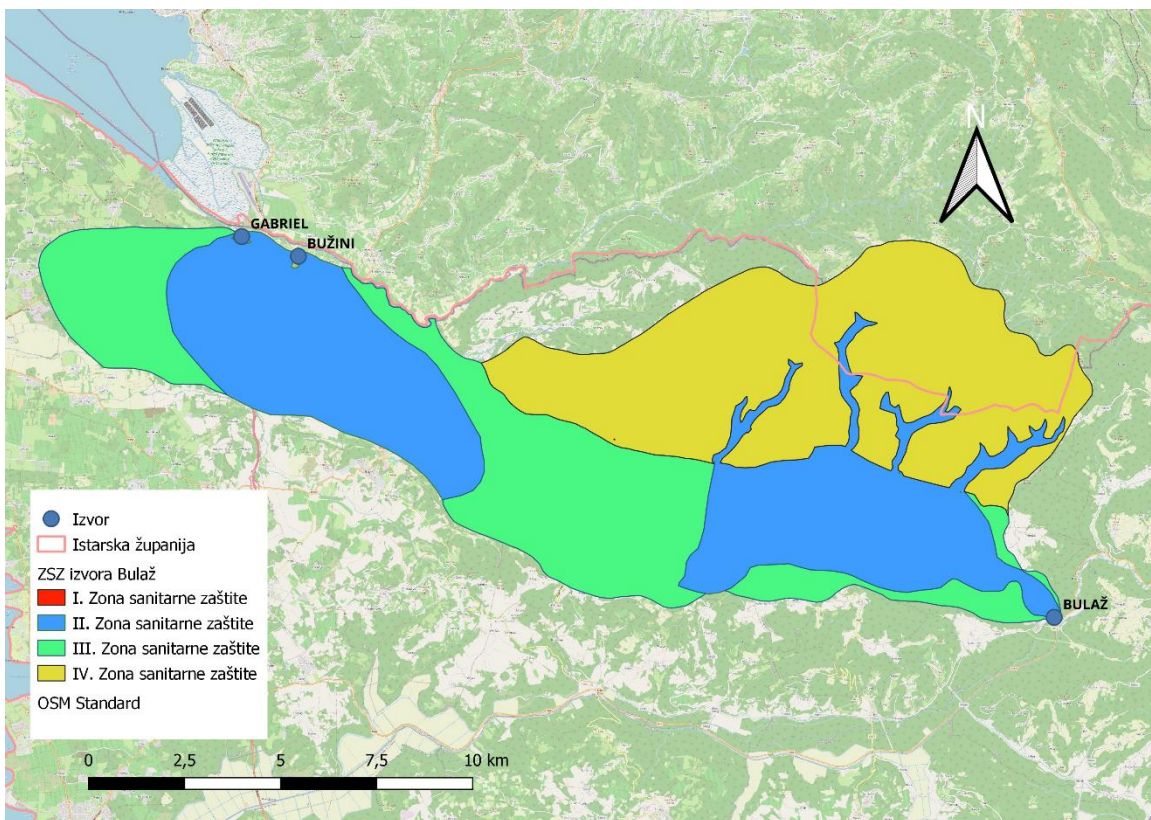 N
GABRIEL
BUŽINI
BULAŽ
Izvor
Istarska županija
ZSZ izvora Bulaž
I. Zona sanitarne zaštite
II. Zona sanitarne zaštite
III. Zona sanitarne zaštite
IV. Zona sanitarne zaštite
OSM Standard
0 2,5 5 7,5 10 km